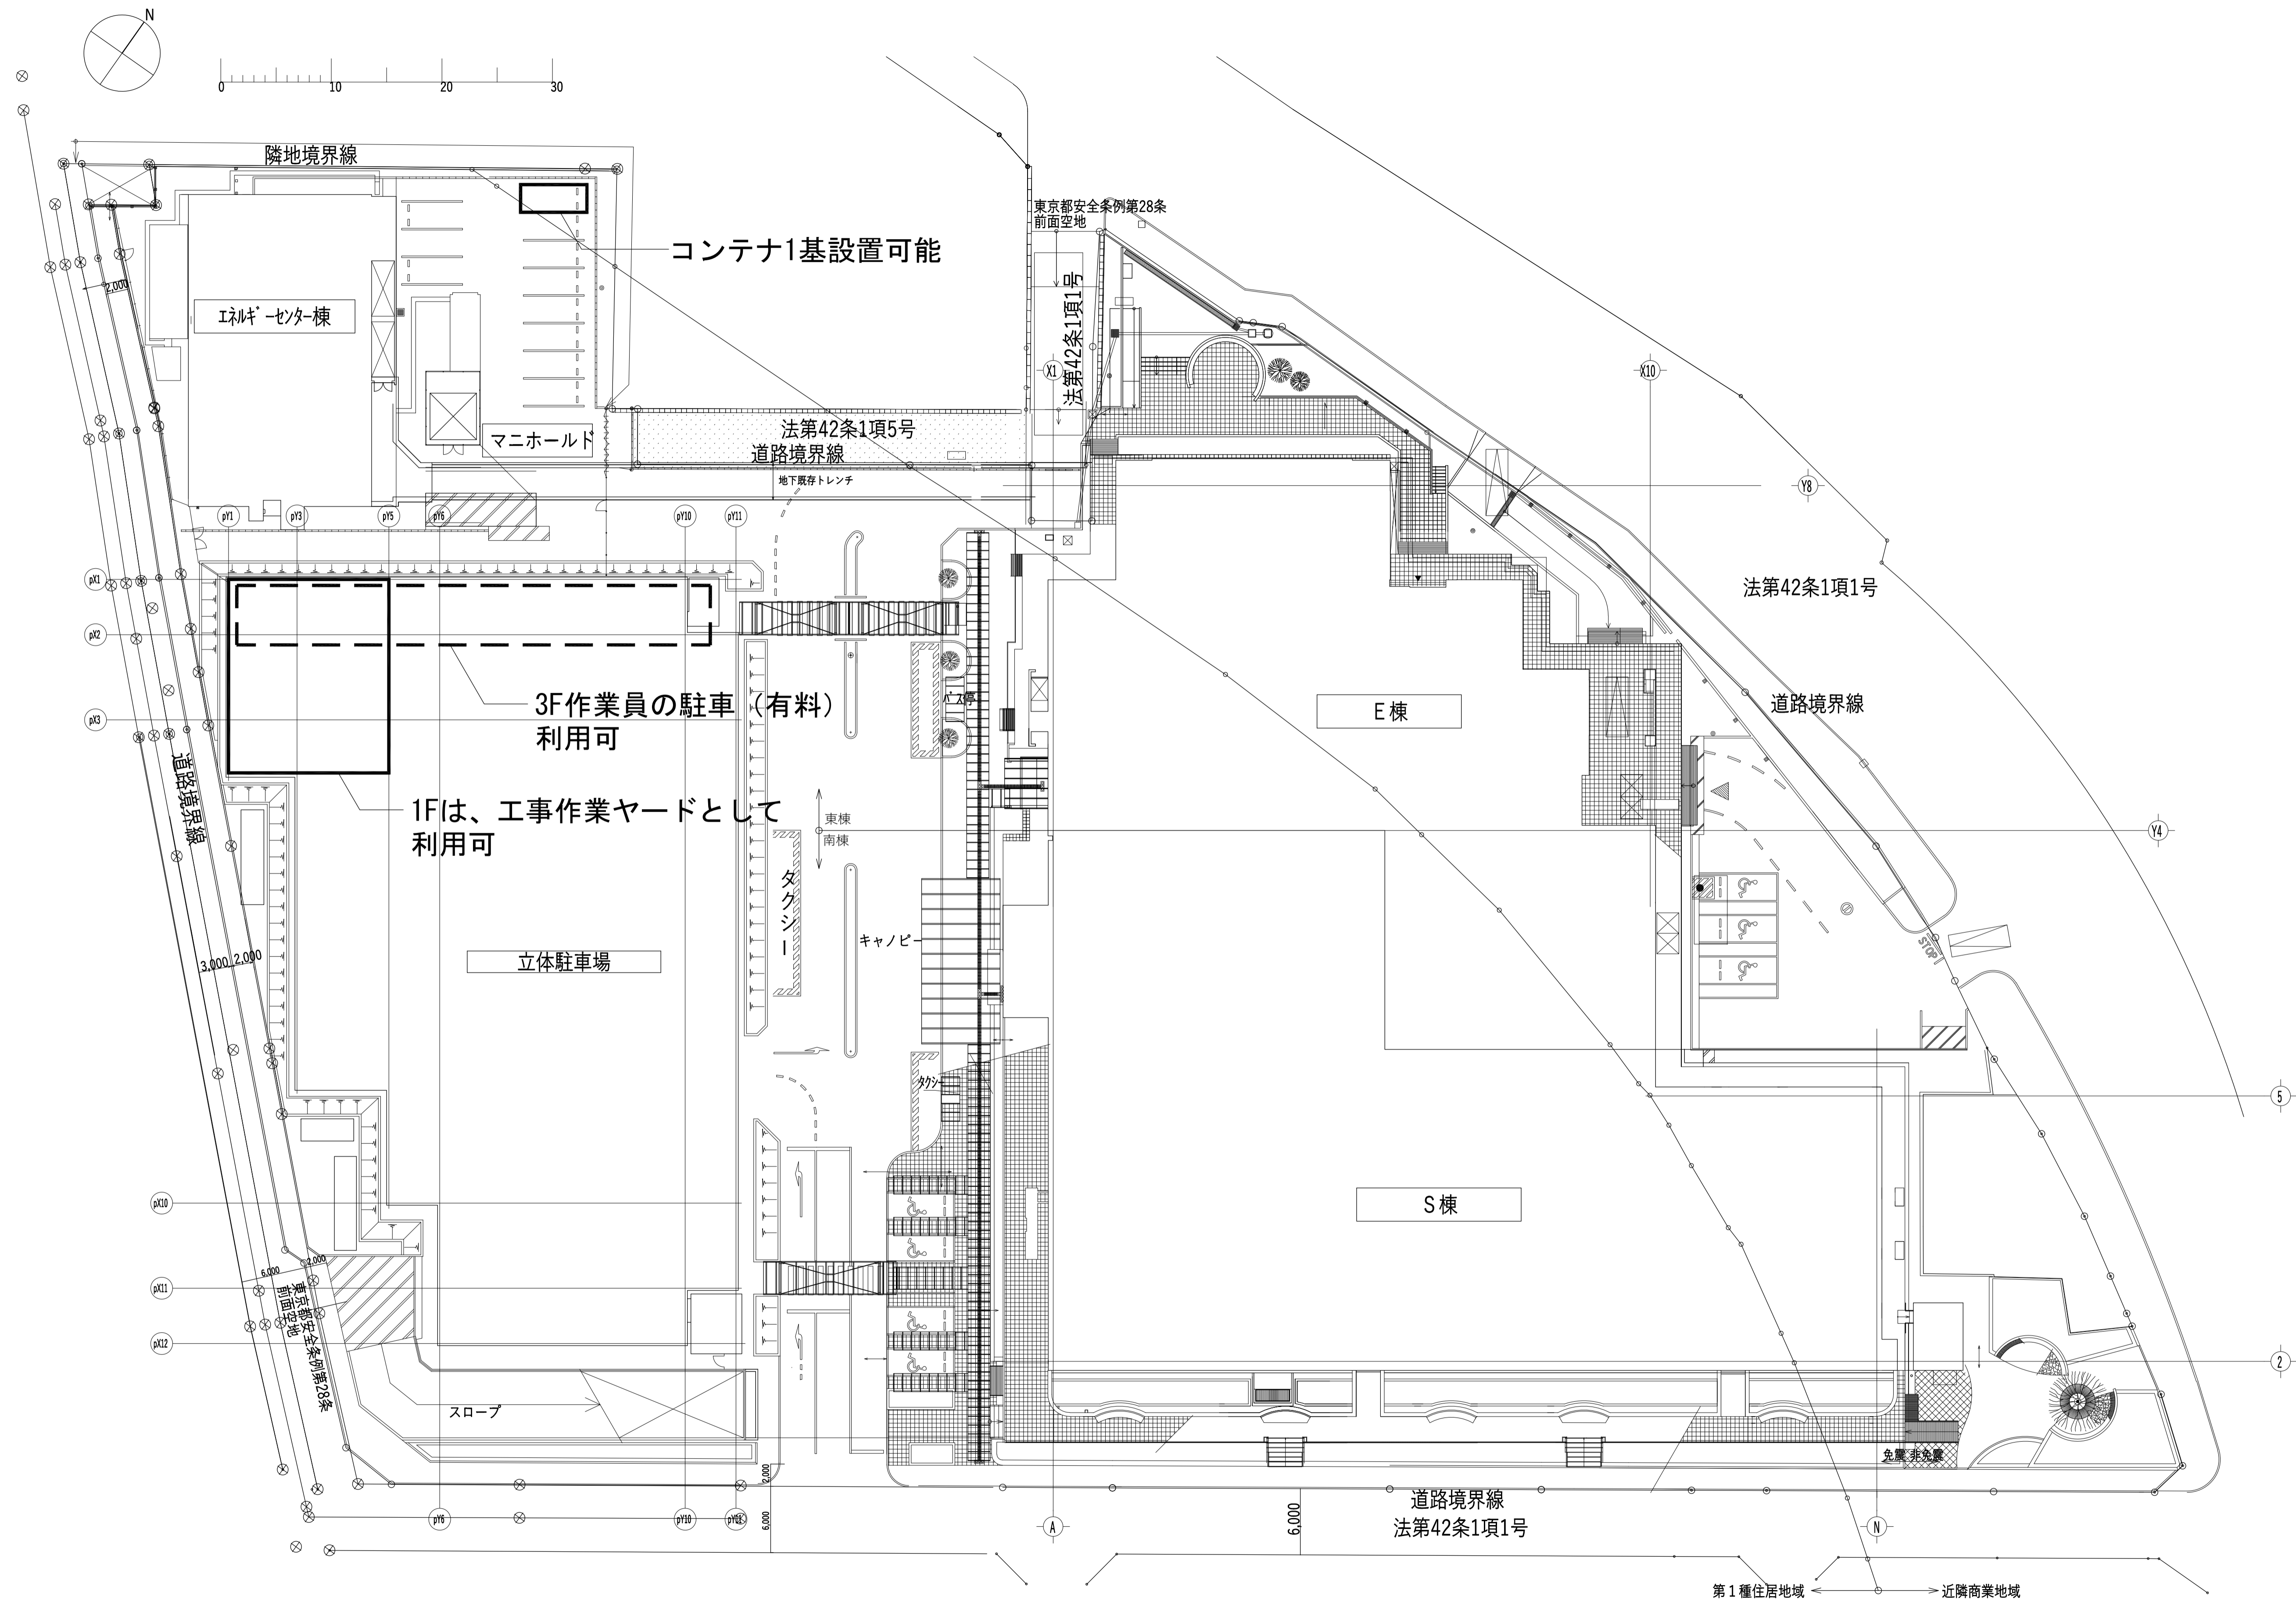 N
0 10 20 30
隣地境界線
東京都安全条例第28条
前面空地
コンテナ1基設置可能
法第42条1項1号
2,000
エネルギーセンター棟
X1
X10
マニホールド
法第42条1項5号
道路境界線
地下既存トレンチ
Y8
pY1
pY3
pY5
pY6
pY10
pY11
pX1
法第42条1項1号
pX2
3F作業員の駐車（有料）
利用可
バス停
E棟
道路境界線
pX3
道路境界線
1Fは、工事作業ヤードとして
利用可
東棟
南棟
Y4
タクシー
キャノピー
STOP
立体駐車場
3,000
2,000
タクシー
5
pX10
S棟
6,000
2,000
pX11
東京都安全条例第28条
前面空地
pX12
2
スロープ
免震
非免震
2,000
6,000
pY6
pY10
pY11
A
6,000
道路境界線
法第42条1項1号
N
第1種住居地域
近隣商業地域